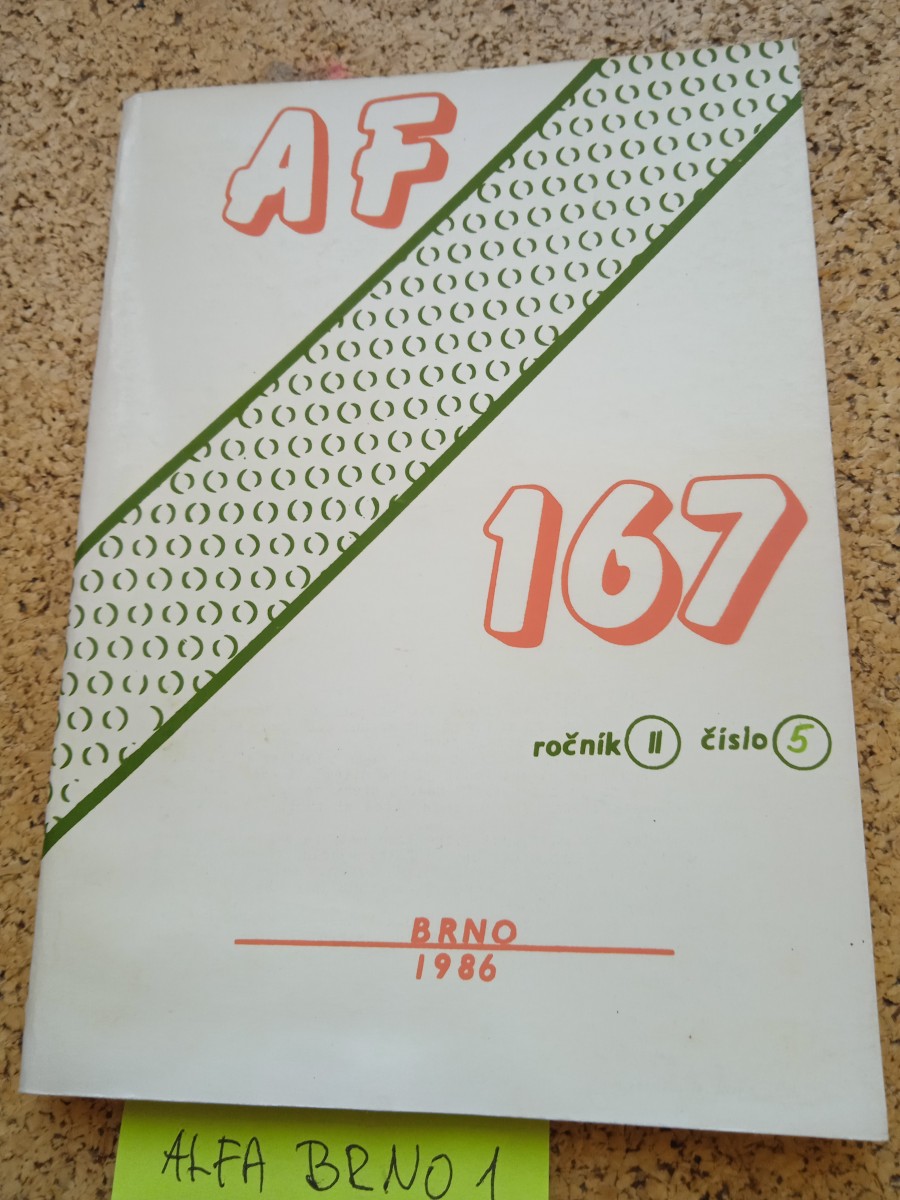 AF
167
ročník II číslo 5
BRNO
1986
ALFA BRNO 1